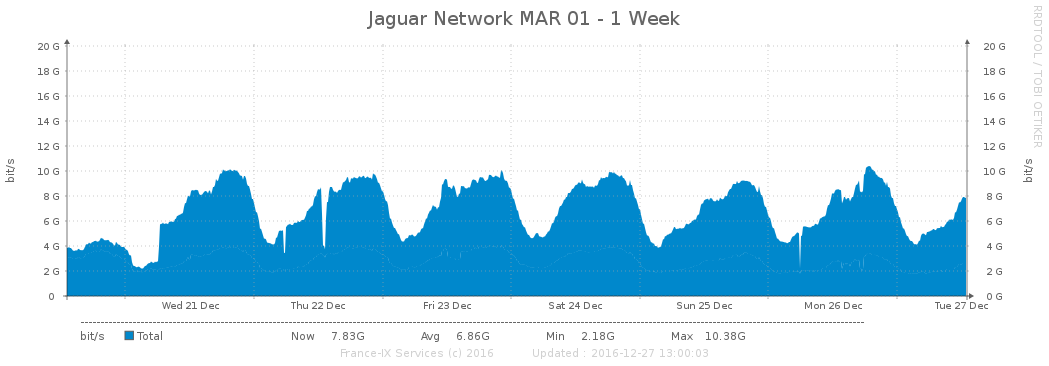 Jaguar Network MAR 01 - 1 Week
RRDTOOL / TOBI OETIKER
bit/s
bit/s
20 G 20 G
18 G 18 G
16 G 16 G
14 G 14 G
12 G 12 G
10 G 10 G
8 G 8 G
6 G 6 G
4 G 4 G
2 G 2 G
0 0 G
Wed 21 Dec Thu 22 Dec Fri 23 Dec Sat 24 Dec Sun 25 Dec Mon 26 Dec Tue 27 Dec
bit/s Total Now 7.83G Avg 6.86G Min 2.18G Max 10.38G
France-IX Services (c) 2016 Updated : 2016-12-27 13:00:03